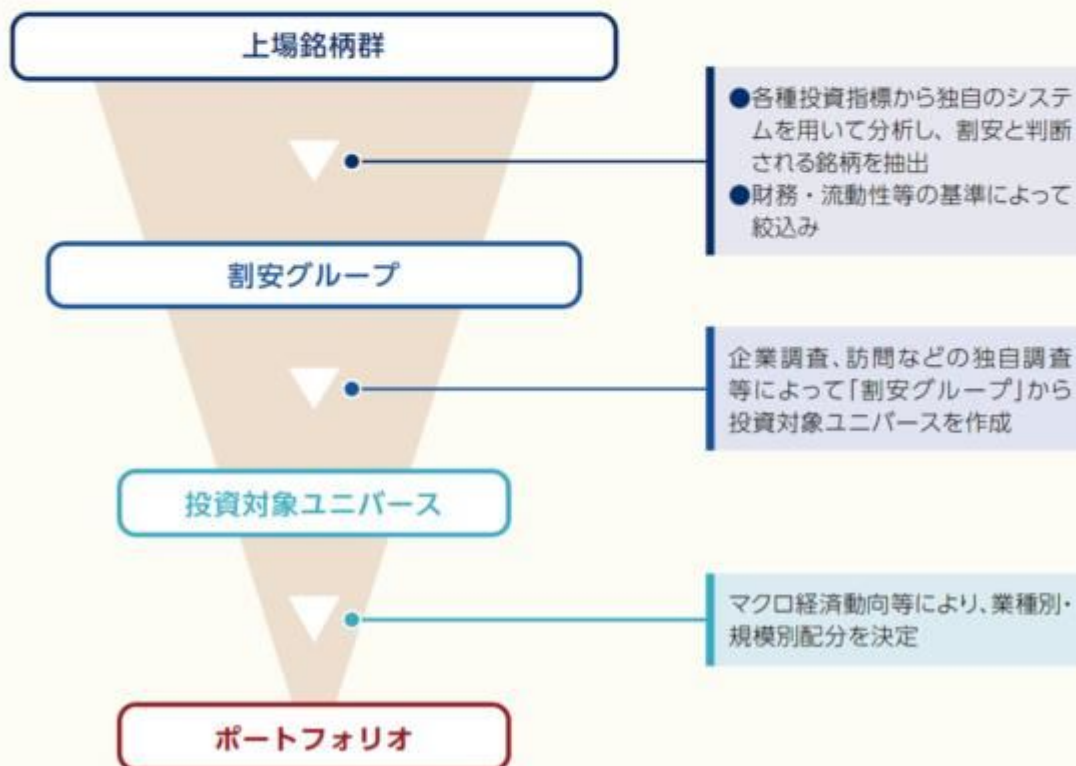 上場銘柄群
●各種投資指標から独自のシステ
ムを用いて分析し、割安と判断
される銘柄を抽出
●財務・流動性等の基準によって
絞込み
割安グループ
企業調査、訪問などの独自調査
等によって「割安グループ」から
投資対象ユニバースを作成
投資対象ユニバース
マクロ経済動向等により、業種別・
規模別配分を決定
ポートフォリオ